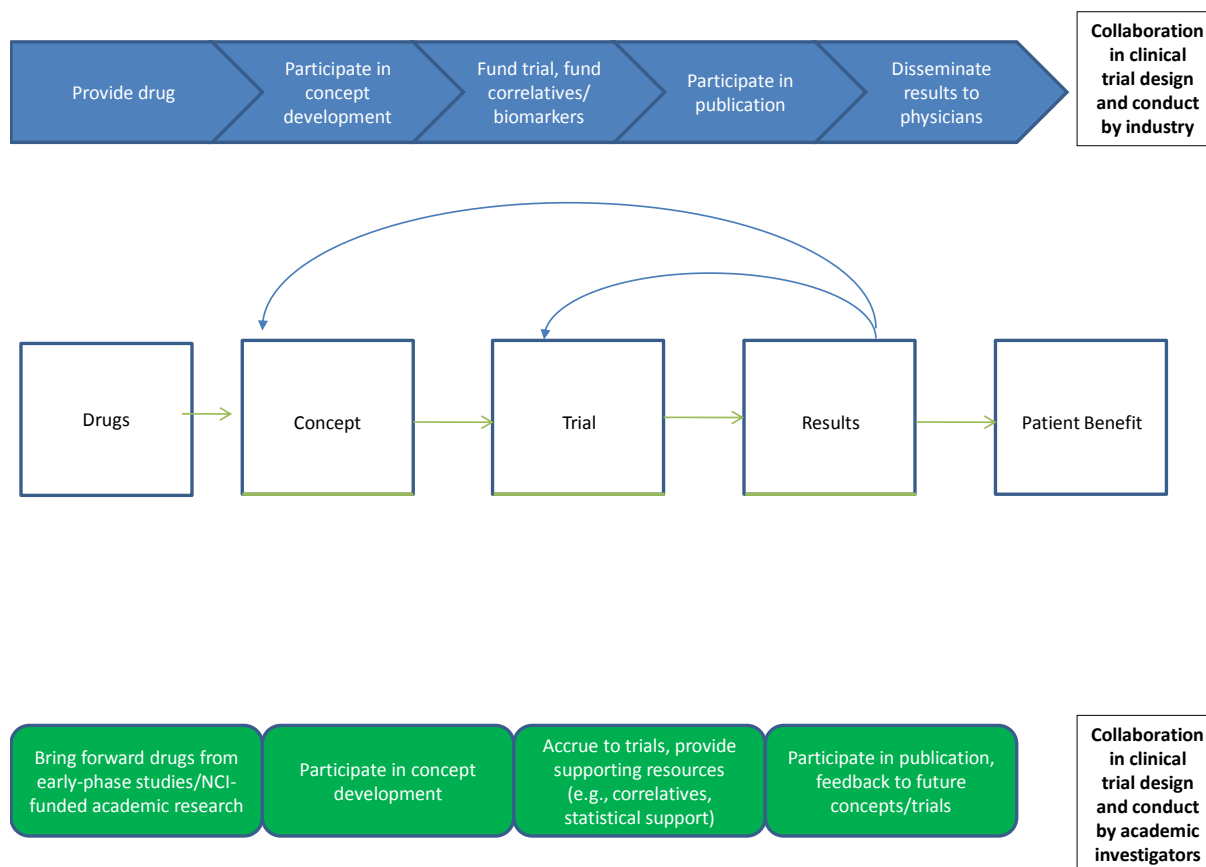 Provide drug
Participate in
concept
development
Fund trial, fund
correlatives/
biomarkers
Participate in
publication
Disseminate
results to
physicians
Collaboration
in clinical
trial design
and conduct
by industry
Drugs
Concept
Trial
Results
Patient Benefit
Bring forward drugs from
early-phase studies/NCI-
funded academic research
Participate in concept
development
Accrue to trials, provide
supporting resources
(e.g., correlatives,
statistical support)
Participate in publication,
feedback to future
concepts/trials
Collaboration
in clinical
trial design
and conduct
by academic
investigators